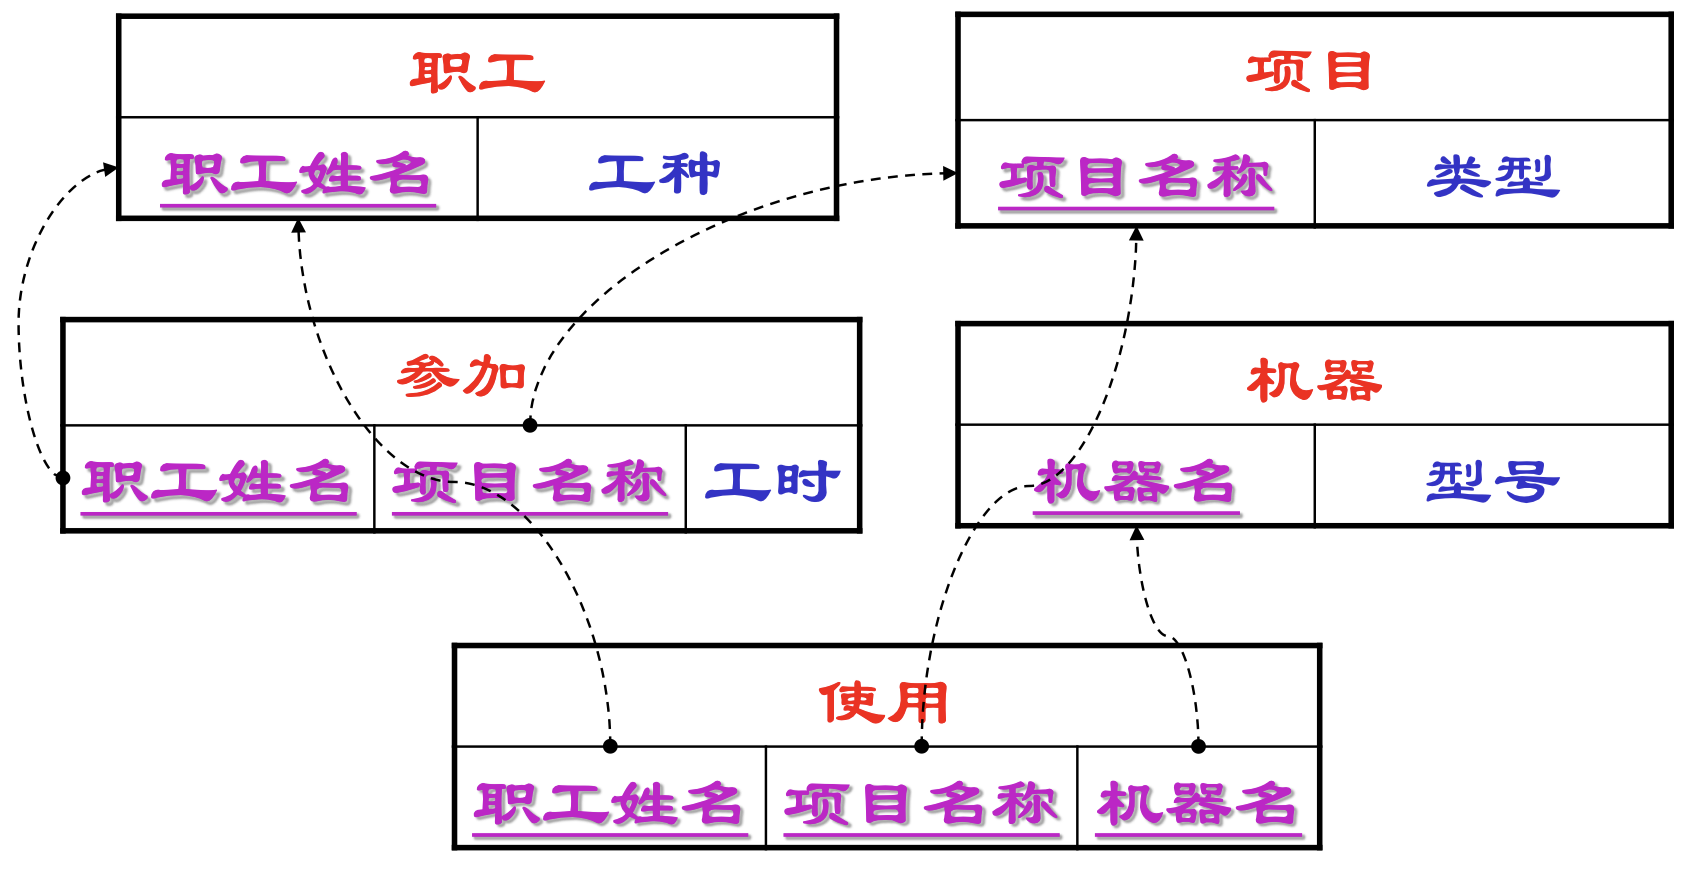 职工
职工姓名 工种
项目
项目名称 类型
参加
职工姓名 项目名称 工时
机器
机器名 型号
使用
职工姓名 项目名称 机器名